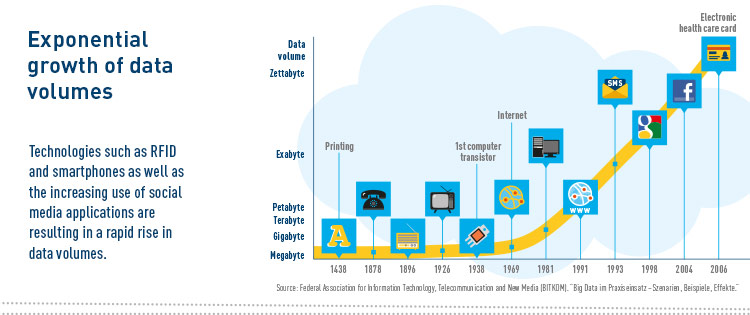 Exponential
growth of data
volumes
Technologies such as RFID
and smartphones as well as
the increasing use of social
media applications are
resulting in a rapid rise in
data volumes.
Data
volume
Zettabyte
Exabyte
Petabyte
Terabyte
Gigabyte
Megabyte
Printing
1st computer
transistor
Internet
Electronic
health care card
A
WWW
SMS
g
f
1438 1878 1896 1926 1938 1969 1981 1991 1993 1998 2004 2006
Source: Federal Association for Information Technology, Telecommunication and New Media (BITKOM). "Big Data im Praxiseinsatz – Szenarien, Beispiele, Effekte."